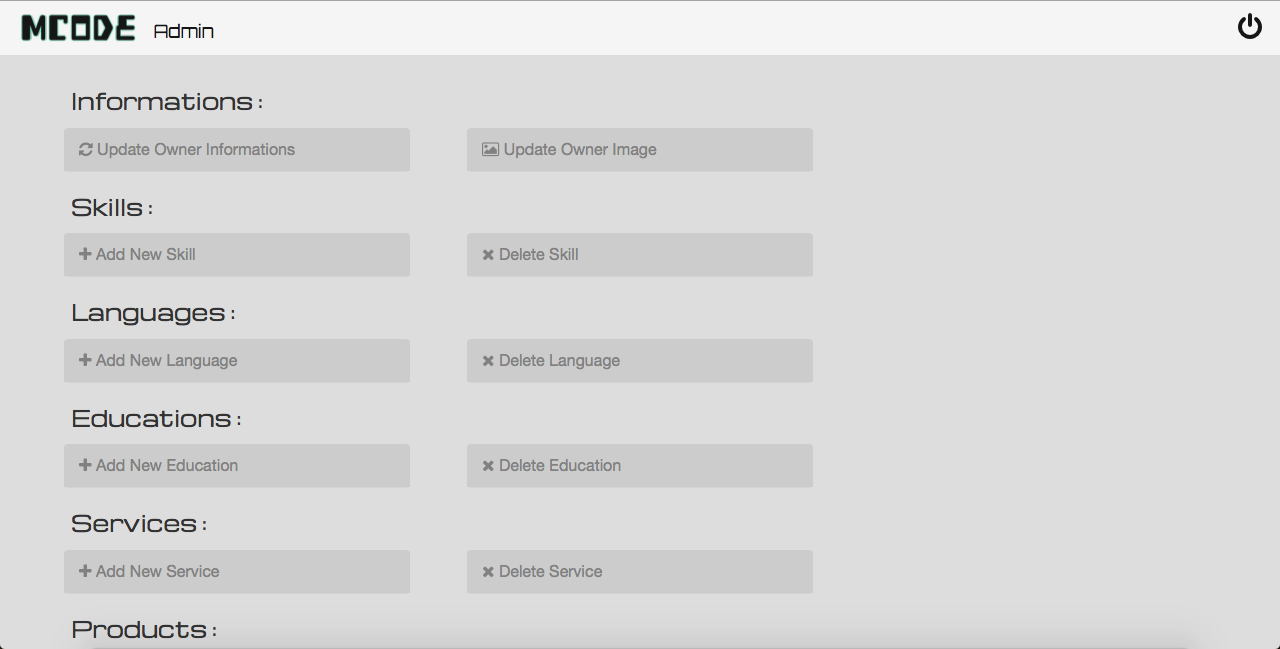 MCODE Admin
Informations :
Update Owner Informations
Update Owner Image
Skills :
Add New Skill
Delete Skill
Languages :
Add New Language
Delete Language
Educations :
Add New Education
Delete Education
Services :
Add New Service
Delete Service
Products :